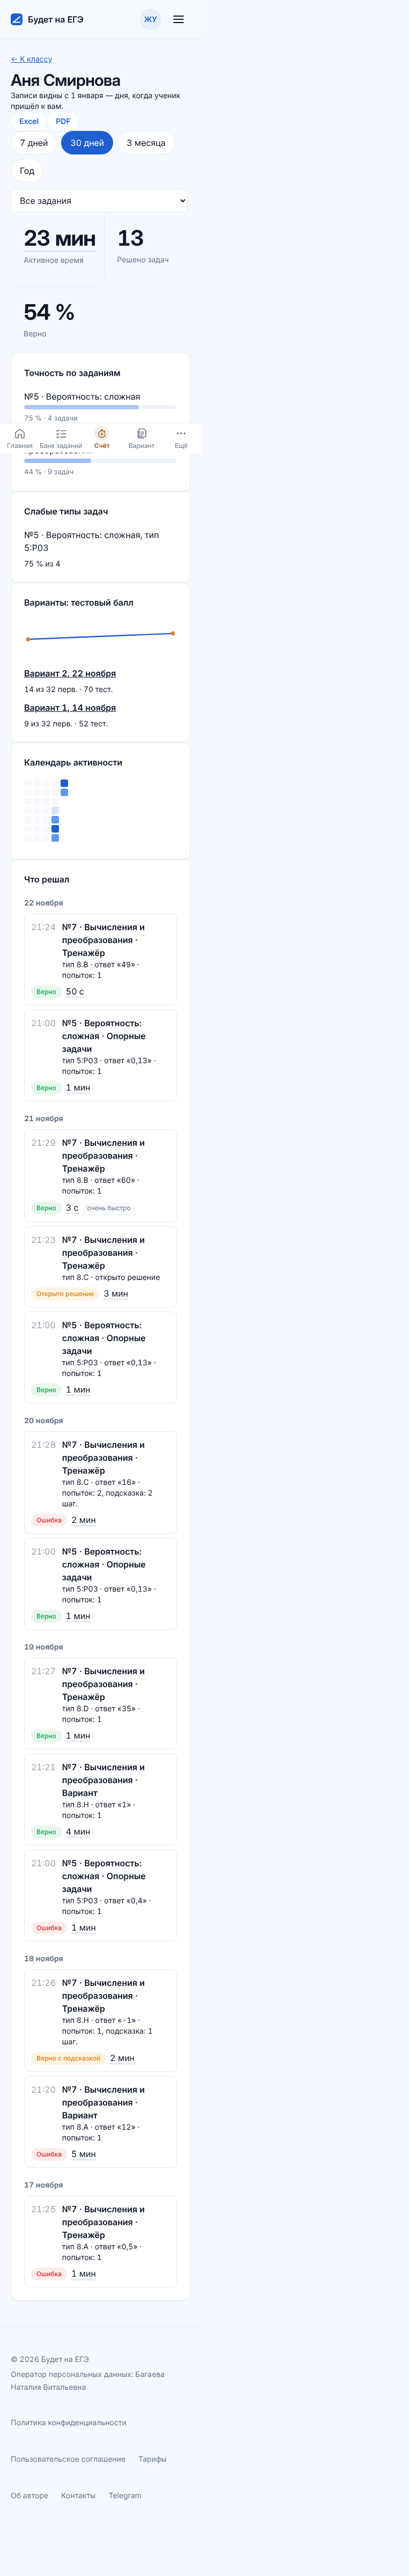 Будет на ЕГЭ
ЖУ
← К классу
Аня Смирнова
Записи видны с 1 января — дня, когда ученик
пришёл к вам.
Excel PDF
7 дней 30 дней 3 месяца
Год
Все задания
23 мин
Активное время
13
Решено задач
54 %
Верно
Точность по заданиям
№5 · Вероятность: сложная
75 % · 4 задачи
Главная Банк заданий Счёт Вариант Ещё
44 % · 9 задач
Слабые типы задач
№5 · Вероятность: сложная, тип
5:P03
75 % из 4
Варианты: тестовый балл
Вариант 2, 22 ноября
14 из 32 перв. · 70 тест.
Вариант 1, 14 ноября
9 из 32 перв. · 52 тест.
Календарь активности
Что решал
22 ноября
21:24 №7 · Вычисления и
преобразования ·
Тренажёр
тип 8.B · ответ «49» ·
попыток: 1
Верно 50 с
21:00 №5 · Вероятность:
сложная · Опорные
задачи
тип 5:P03 · ответ «0,13» ·
попыток: 1
Верно 1 мин
21 ноября
21:29 №7 · Вычисления и
преобразования ·
Тренажёр
тип 8.B · ответ «60» ·
попыток: 1
Верно 3 с очень быстро
21:23 №7 · Вычисления и
преобразования ·
Тренажёр
тип 8.C · открыто решение
Открыто решение 3 мин
21:00 №5 · Вероятность:
сложная · Опорные
задачи
тип 5:P03 · ответ «0,13» ·
попыток: 1
Верно 1 мин
20 ноября
21:28 №7 · Вычисления и
преобразования ·
Тренажёр
тип 8.C · ответ «16» ·
попыток: 2, подсказка: 2
шаг.
Ошибка 2 мин
21:00 №5 · Вероятность:
сложная · Опорные
задачи
тип 5:P03 · ответ «0,13» ·
попыток: 1
Верно 1 мин
19 ноября
21:27 №7 · Вычисления и
преобразования ·
Тренажёр
тип 8.D · ответ «35» ·
попыток: 1
Верно 1 мин
21:21 №7 · Вычисления и
преобразования ·
Вариант
тип 8.H · ответ «1» ·
попыток: 1
Верно 4 мин
21:00 №5 · Вероятность:
сложная · Опорные
задачи
тип 5:P03 · ответ «0,4» ·
попыток: 1
Ошибка 1 мин
18 ноября
21:26 №7 · Вычисления и
преобразования ·
Тренажёр
тип 8.H · ответ «-1» ·
попыток: 1, подсказка: 1
шаг.
Верно с подсказкой 2 мин
21:20 №7 · Вычисления и
преобразования ·
Вариант
тип 8.A · ответ «12» ·
попыток: 1
Ошибка 5 мин
17 ноября
21:25 №7 · Вычисления и
преобразования ·
Тренажёр
тип 8.A · ответ «0,5» ·
попыток: 1
Ошибка 1 мин
© 2026 Будет на ЕГЭ
Оператор персональных данных: Багаева
Наталия Витальевна
Политика конфиденциальности
Пользовательское соглашение Тарифы
Об авторе Контакты Telegram